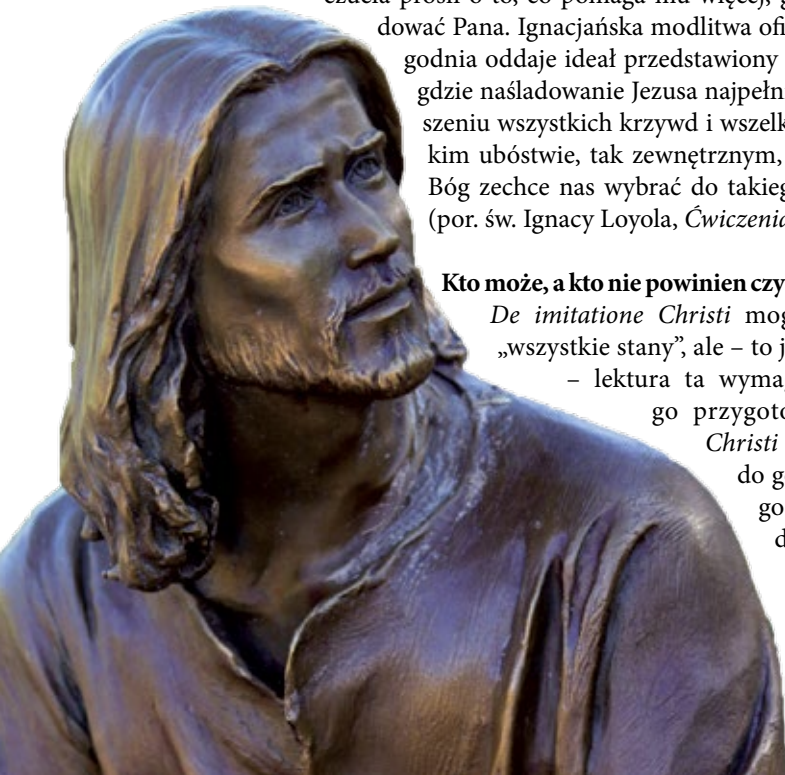 czucia prosił o to, co pomaga mu więcej, g
dować Pana. Ignacjańska modlitwa ofi
godnia oddaje ideał przedstawiony
gdzie naśladowanie Jezusa najpełni
szeniu wszystkich krzywd i wszelk
kim ubóstwie, tak zewnętrznym,
Bóg zechce nas wybrać do takieg
(por. św. Ignacy Loyola, Ćwiczenia
Kto może, a kto nie powinien czy
De imitatione Christi mog
„wszystkie stany”, ale – to j
– lektura ta wyma
go przygoto
Christi
do g
go
d